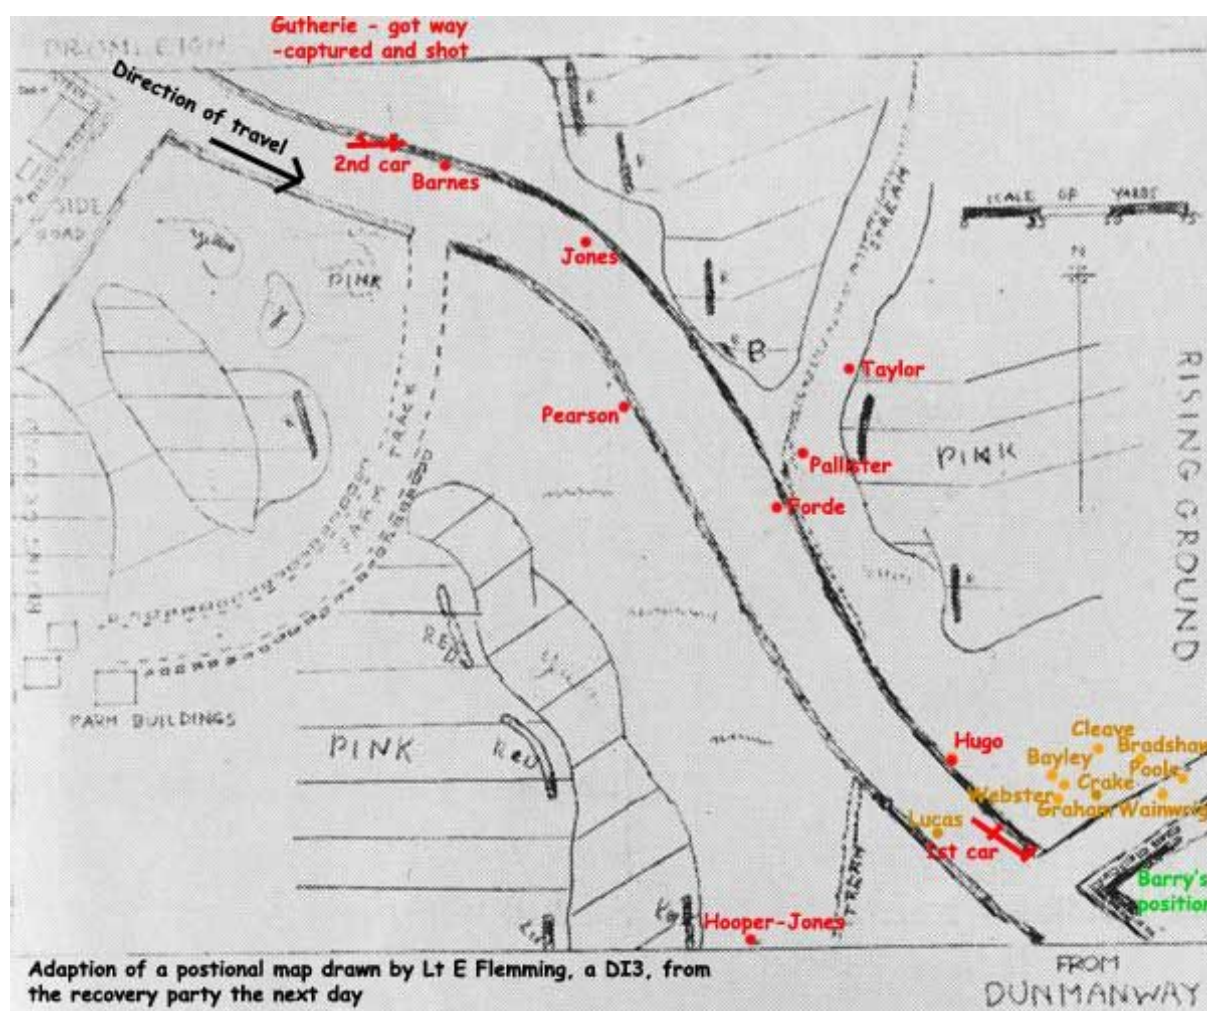 Gutherie - got way
-captured and shot
Direction of travel
2nd car
Barnes
SIDE
ROAD
Jones
STREAM
SCALE OF YARDS
N
PINK
B
Taylor
Pearson
TRACK
FARM
Pallister
PINK
Forde
RISING GROUND
RED
FARM BUILDINGS
PINK
Red
Hugo
Cleave
Bradshaw
Bayley
Poole
Crake
Webster
Graham
Wainwrig
Lucas
1st car
Barry's
position
Hooper-Jones
FROM
DUNMANWAY
Adaption of a postional map drawn by Lt E Flemming, a DI3, from
the recovery party the next day